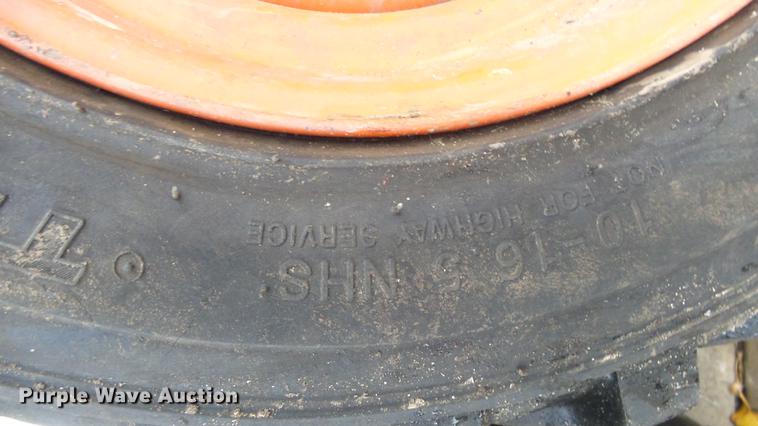 10-16.5 NHS
NOT FOR HIGHWAY SERVICE
Purple Wave Auction